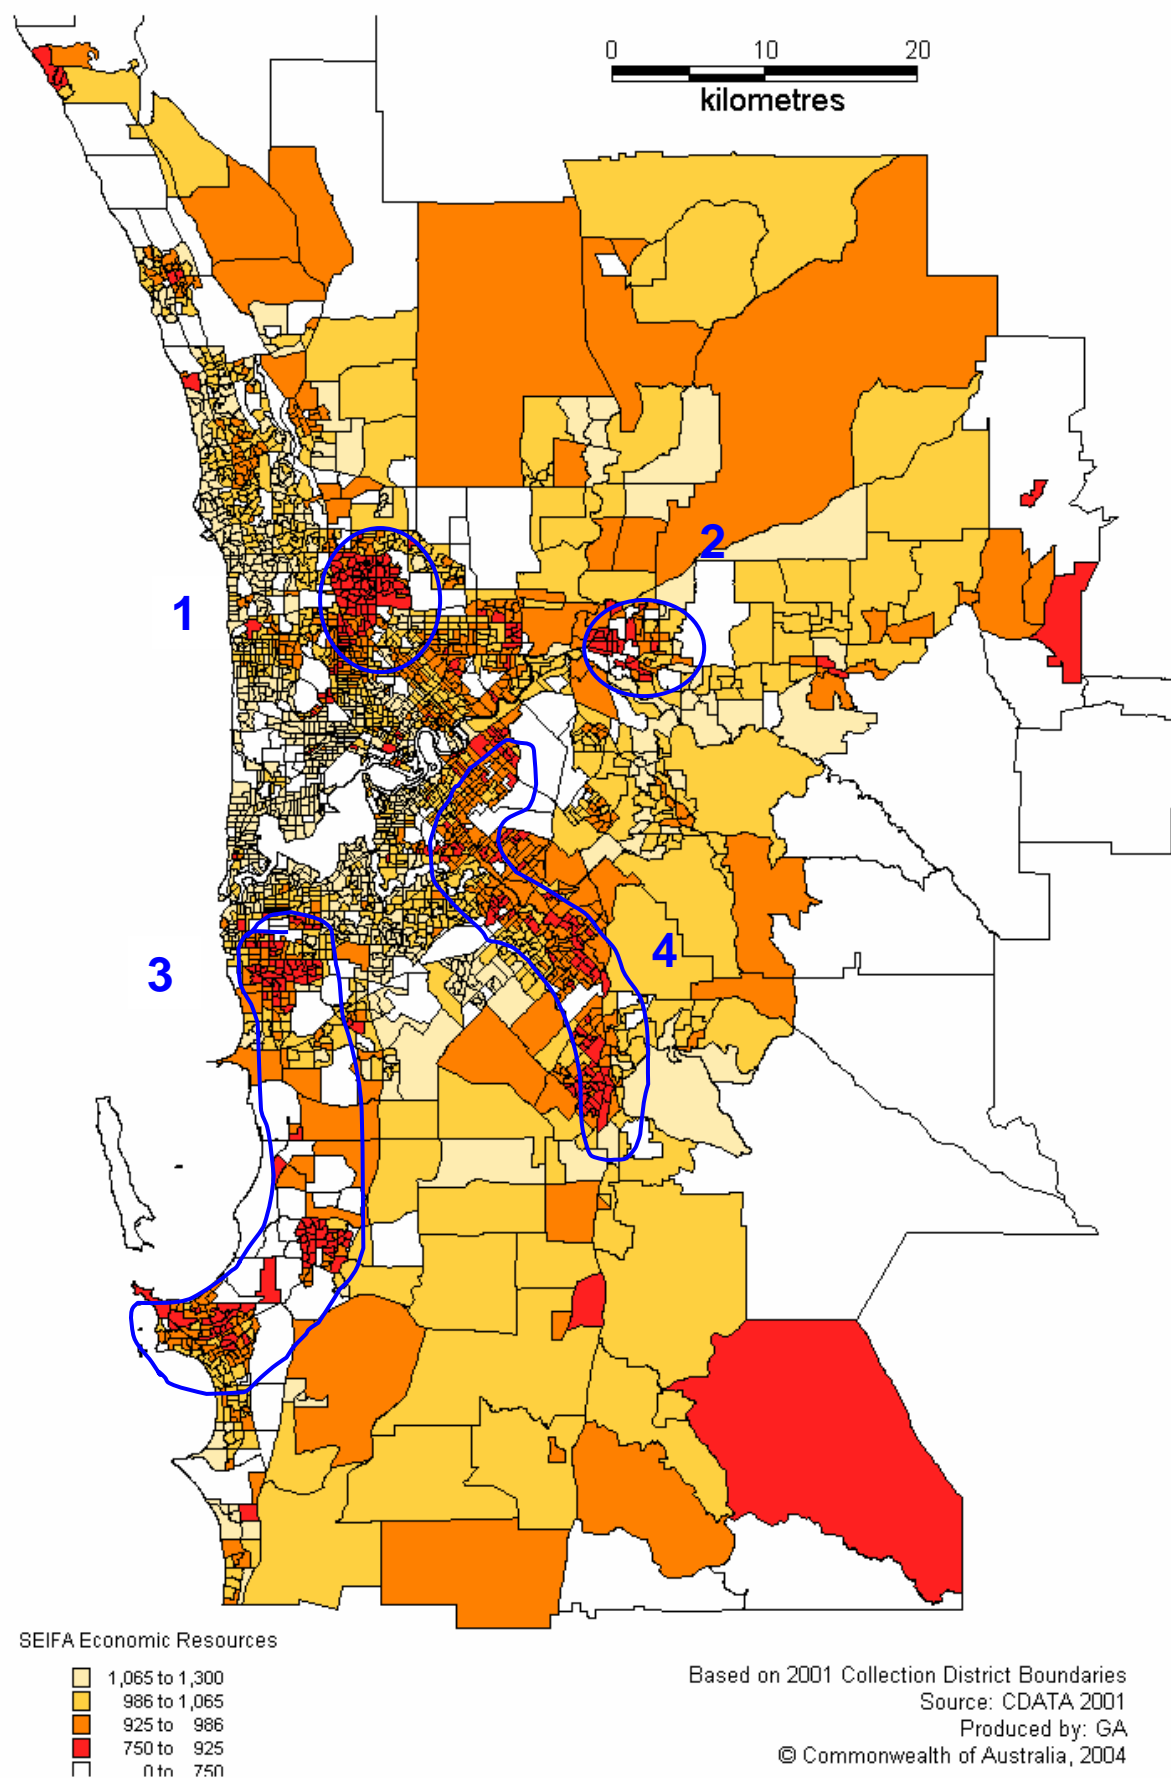 0 10 20
kilometres
2
1
4
3
SEIFA Economic Resources
1,065 to 1,300
986 to 1,065
925 to 986
750 to 925
0 to 750
Based on 2001 Collection District Boundaries
Source: CDATA 2001
Produced by: GA
© Commonwealth of Australia, 2004